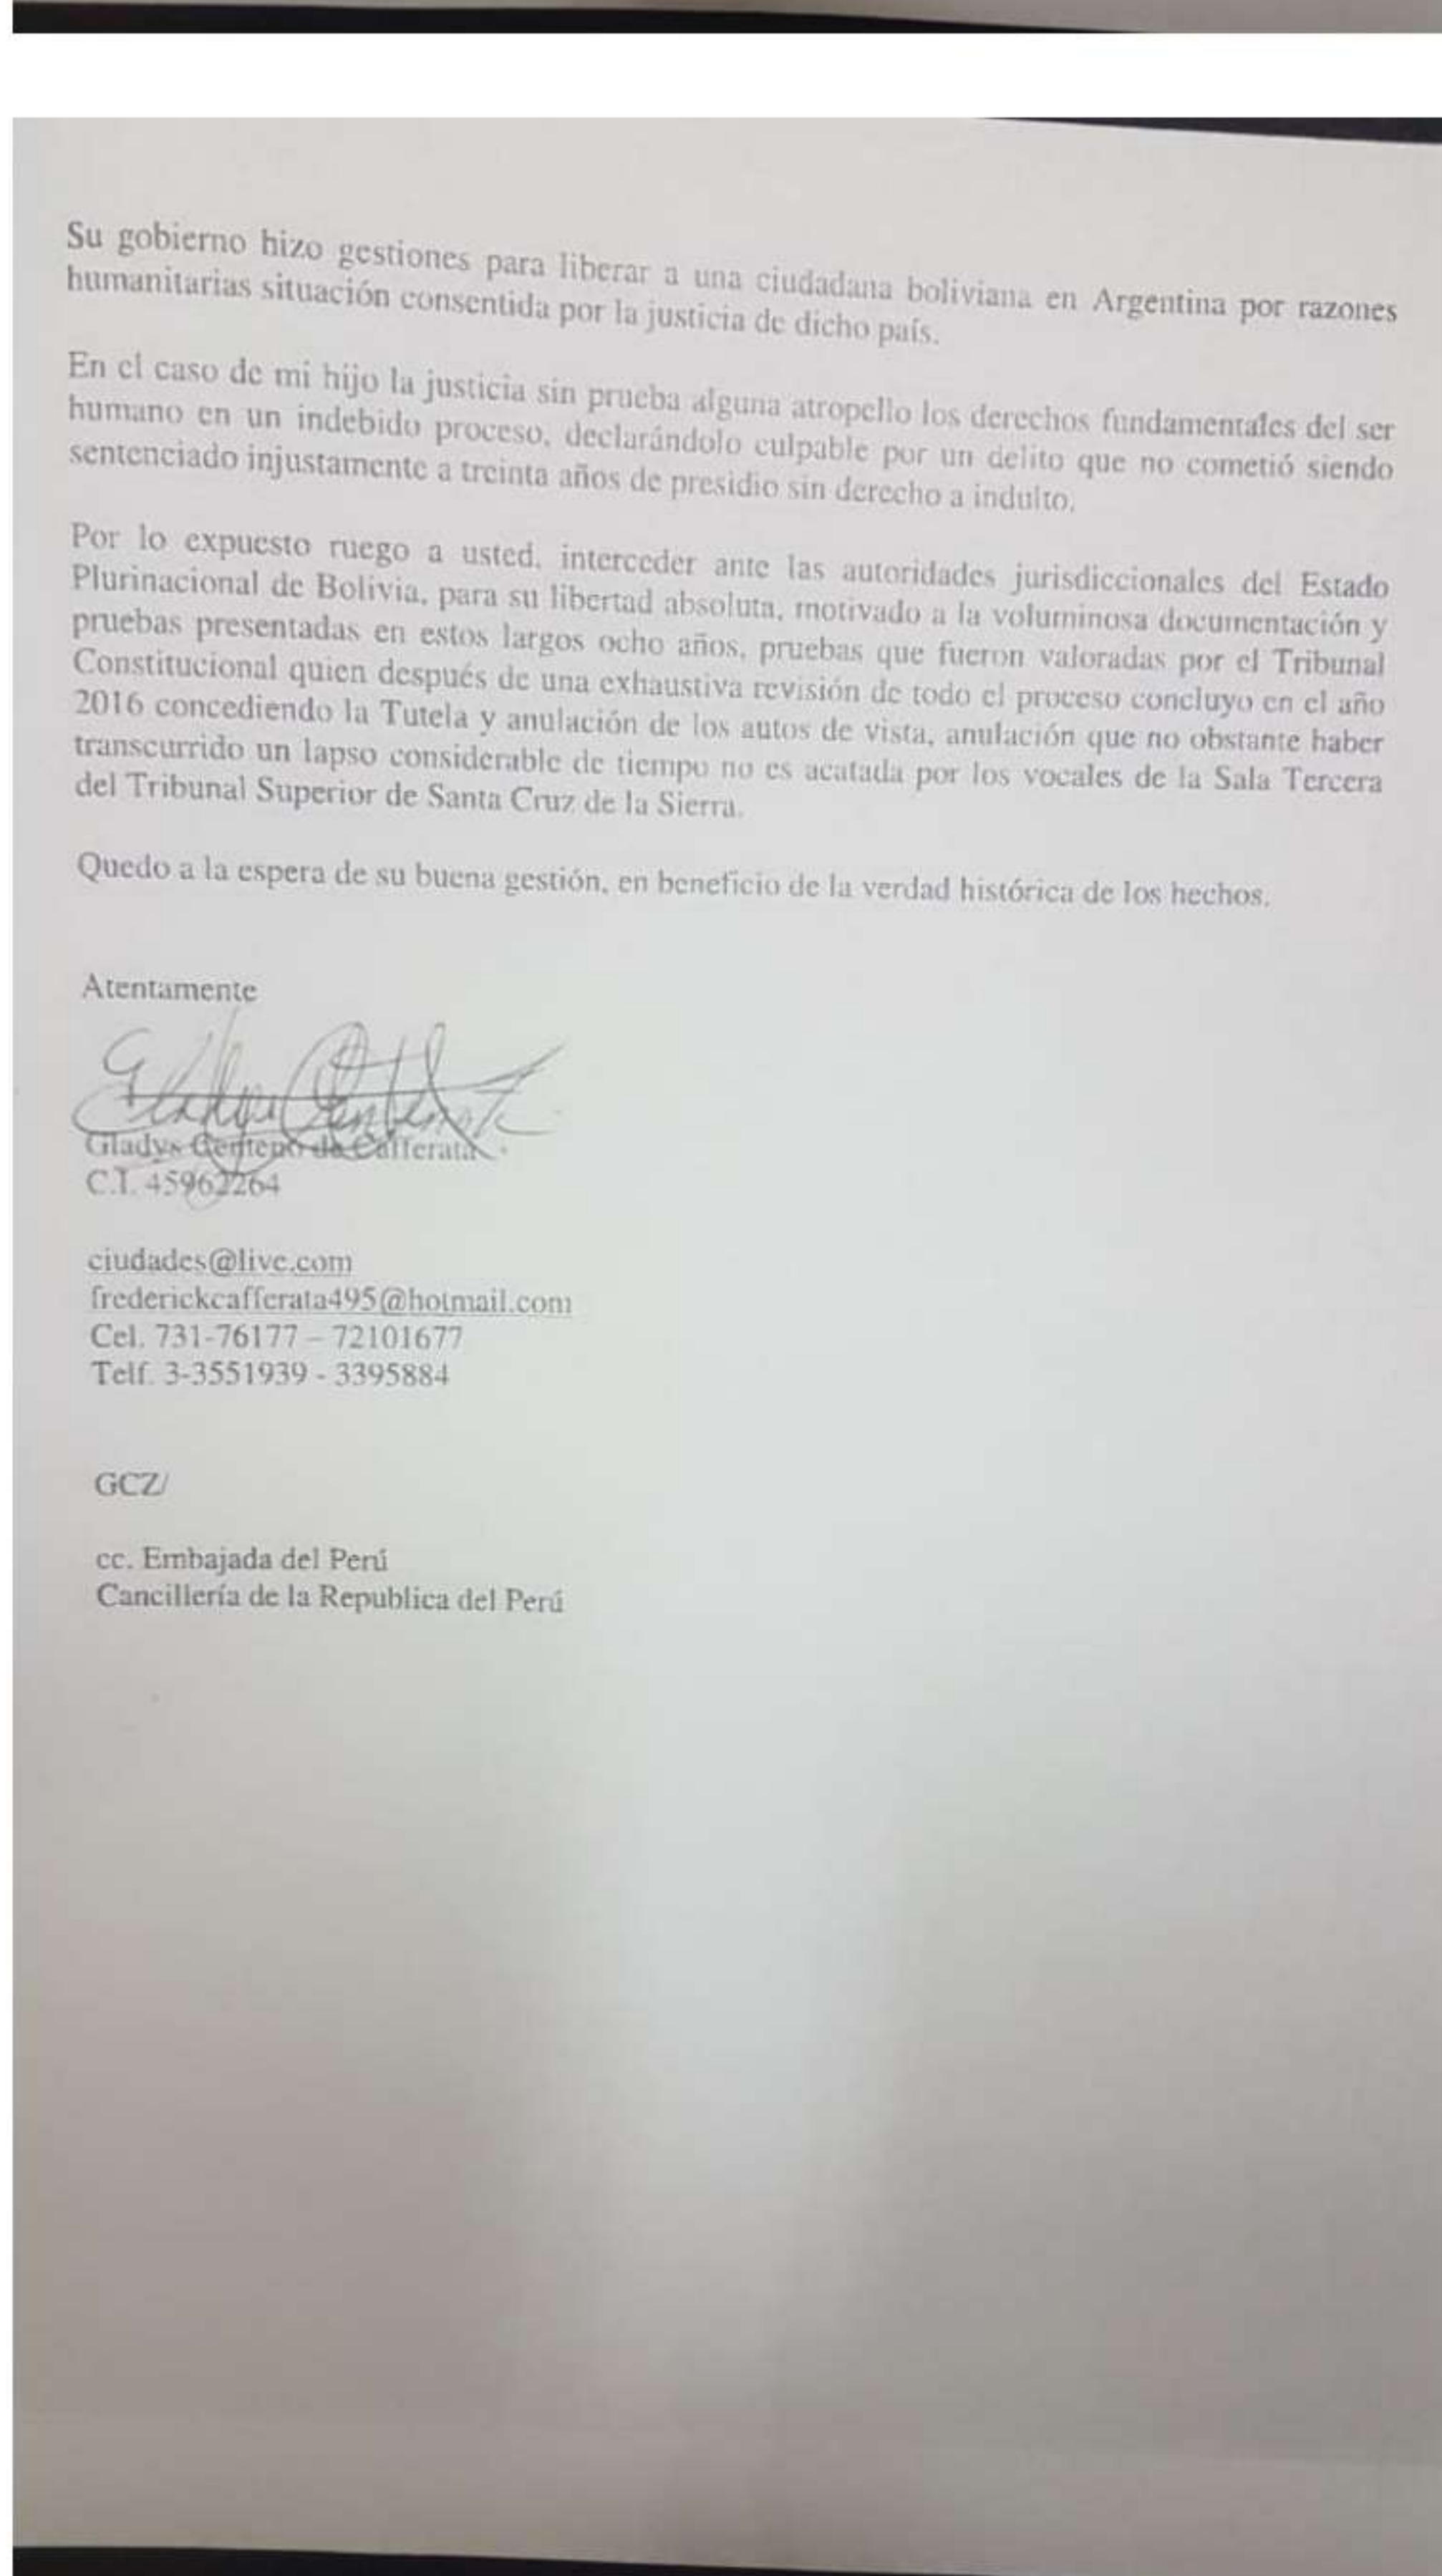 Su gobierno hizo gestiones para liberar a una ciudadana boliviana en Argentina por razones
humanitarias situación consentida por la justicia de dicho país.
En el caso de mi hijo la justicia sin prueba alguna atropello los derechos fundamentales del ser
humano en un indebido proceso, declarándolo culpable por un delito que no cometió siendo
sentenciado injustamente a treinta años de presidio sin derecho a indulto.
Por lo expuesto ruego a usted, interceder ante las autoridades jurisdiccionales del Estado
Plurinacional de Bolivia, para su libertad absoluta, motivado a la voluminosa documentación y
pruebas presentadas en estos largos ocho años, pruebas que fueron valoradas por el Tribunal
Constitucional quien después de una exhaustiva revisión de todo el proceso concluyo en el año
2016 concediendo la Tutela y anulación de los autos de vista, anulación que no obstante haber
transcurrido un lapso considerable de tiempo no es acatada por los vocales de la Sala Tercera
del Tribunal Superior de Santa Cruz de la Sierra.
Quedo a la espera de su buena gestión, en beneficio de la verdad histórica de los hechos.
Atentamente
Gladys Centeno de Cafferata
C.I. 45962264
ciudades@live.com
frederickcafferata495@hotmail.com
Cel. 731-76177 – 72101677
Telf. 3-3551939 - 3395884
GCZ/
cc. Embajada del Perú
Cancillería de la Republica del Perú